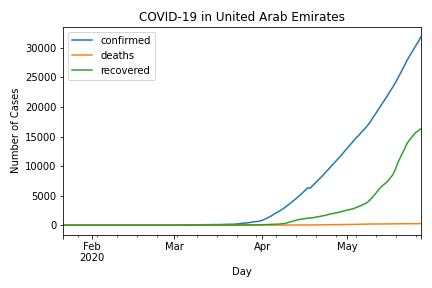 COVID-19 in United Arab Emirates
confirmed
deaths
recovered
Number of Cases
30000
25000
20000
15000
10000
5000
0
Feb
2020
Mar
Apr
May
Day